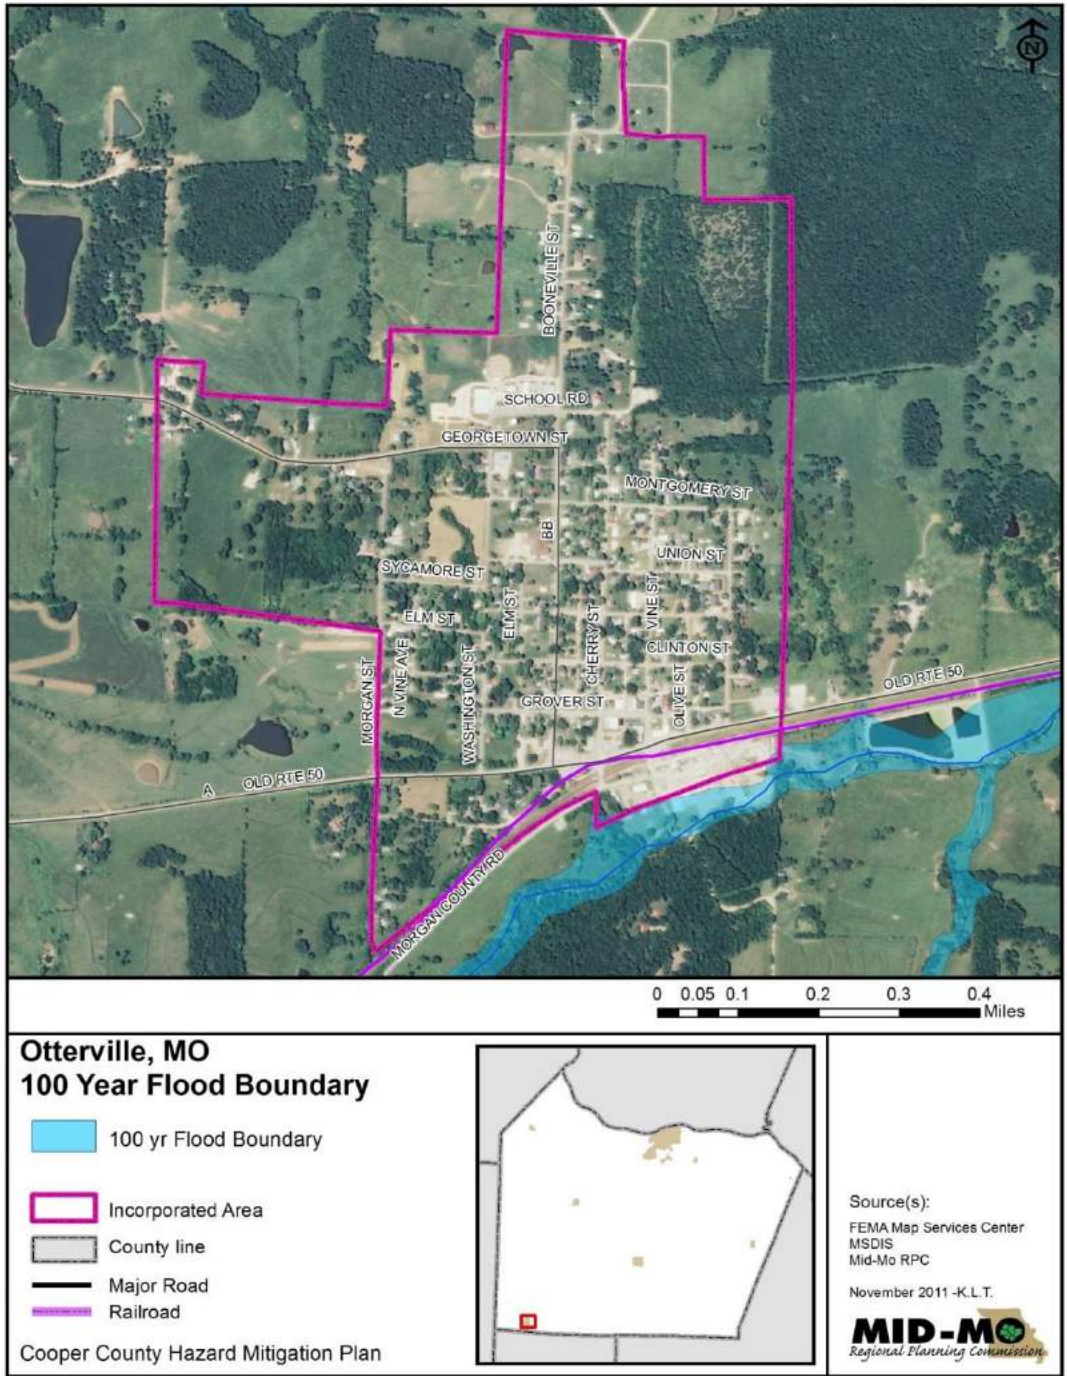 N
BOONEVILLE ST
SCHOOL RD
GEORGETOWN ST
MONTGOMERY ST
BB
UNION ST
SYCAMORE ST
VINE ST
ELM ST
ELM ST
CHERRY ST
CLINTON ST
N VINE AVE
MORGAN ST
WASHINGTON ST
OLIVE ST
GROVER ST
OLD RTE 50
A
OLD RTE 50
MORGAN COUNTY RD
0 0.05 0.1 0.2 0.3 0.4
Miles
Otterville, MO
100 Year Flood Boundary
100 yr Flood Boundary
Incorporated Area
County line
Major Road
Railroad
Cooper County Hazard Mitigation Plan
Source(s):
FEMA Map Services Center
MSDIS
Mid-Mo RPC
November 2011 -K.L.T.
MID-MO
Regional Planning Commission